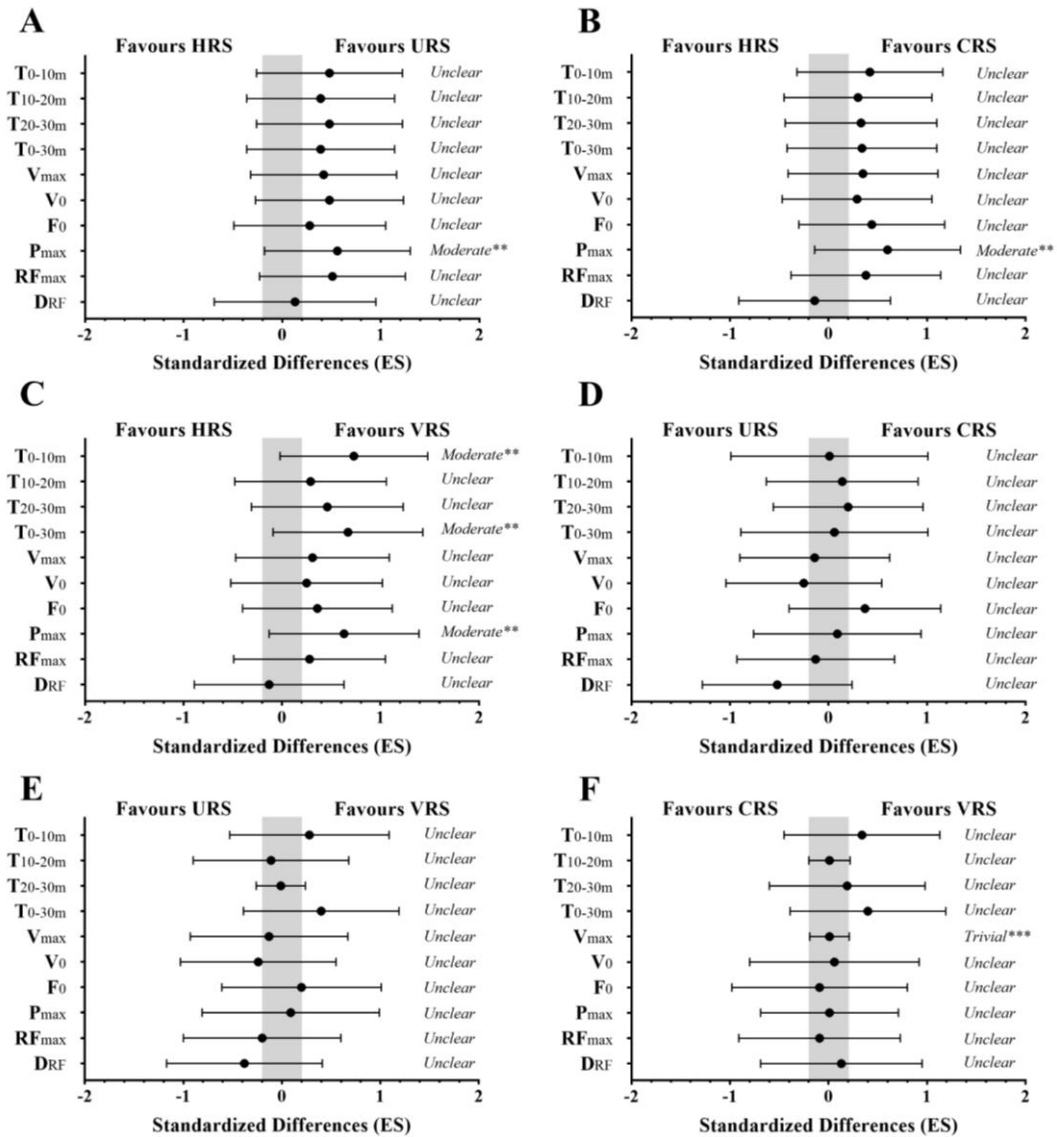 A
Favours HRS Favours URS
T0-10m Unclear
T10-20m Unclear
T20-30m Unclear
T0-30m Unclear
Vmax Unclear
V0 Unclear
F0 Unclear
Pmax Moderate**
RFmax Unclear
DRF Unclear
-2 -1 0 1 2
Standardized Differences (ES)
B
Favours HRS Favours CRS
T0-10m Unclear
T10-20m Unclear
T20-30m Unclear
T0-30m Unclear
Vmax Unclear
V0 Unclear
F0 Unclear
Pmax Moderate**
RFmax Unclear
DRF Unclear
-2 -1 0 1 2
Standardized Differences (ES)
C
Favours HRS Favours VRS
T0-10m Moderate**
T10-20m Unclear
T20-30m Unclear
T0-30m Moderate**
Vmax Unclear
V0 Unclear
F0 Unclear
Pmax Moderate**
RFmax Unclear
DRF Unclear
-2 -1 0 1 2
Standardized Differences (ES)
D
Favours URS Favours CRS
T0-10m Unclear
T10-20m Unclear
T20-30m Unclear
T0-30m Unclear
Vmax Unclear
V0 Unclear
F0 Unclear
Pmax Unclear
RFmax Unclear
DRF Unclear
-2 -1 0 1 2
Standardized Differences (ES)
E
Favours URS Favours VRS
T0-10m Unclear
T10-20m Unclear
T20-30m Unclear
T0-30m Unclear
Vmax Unclear
V0 Unclear
F0 Unclear
Pmax Unclear
RFmax Unclear
DRF Unclear
-2 -1 0 1 2
Standardized Differences (ES)
F
Favours CRS Favours VRS
T0-10m Unclear
T10-20m Unclear
T20-30m Unclear
T0-30m Unclear
Vmax Trivial***
V0 Unclear
F0 Unclear
Pmax Unclear
RFmax Unclear
DRF Unclear
-2 -1 0 1 2
Standardized Differences (ES)